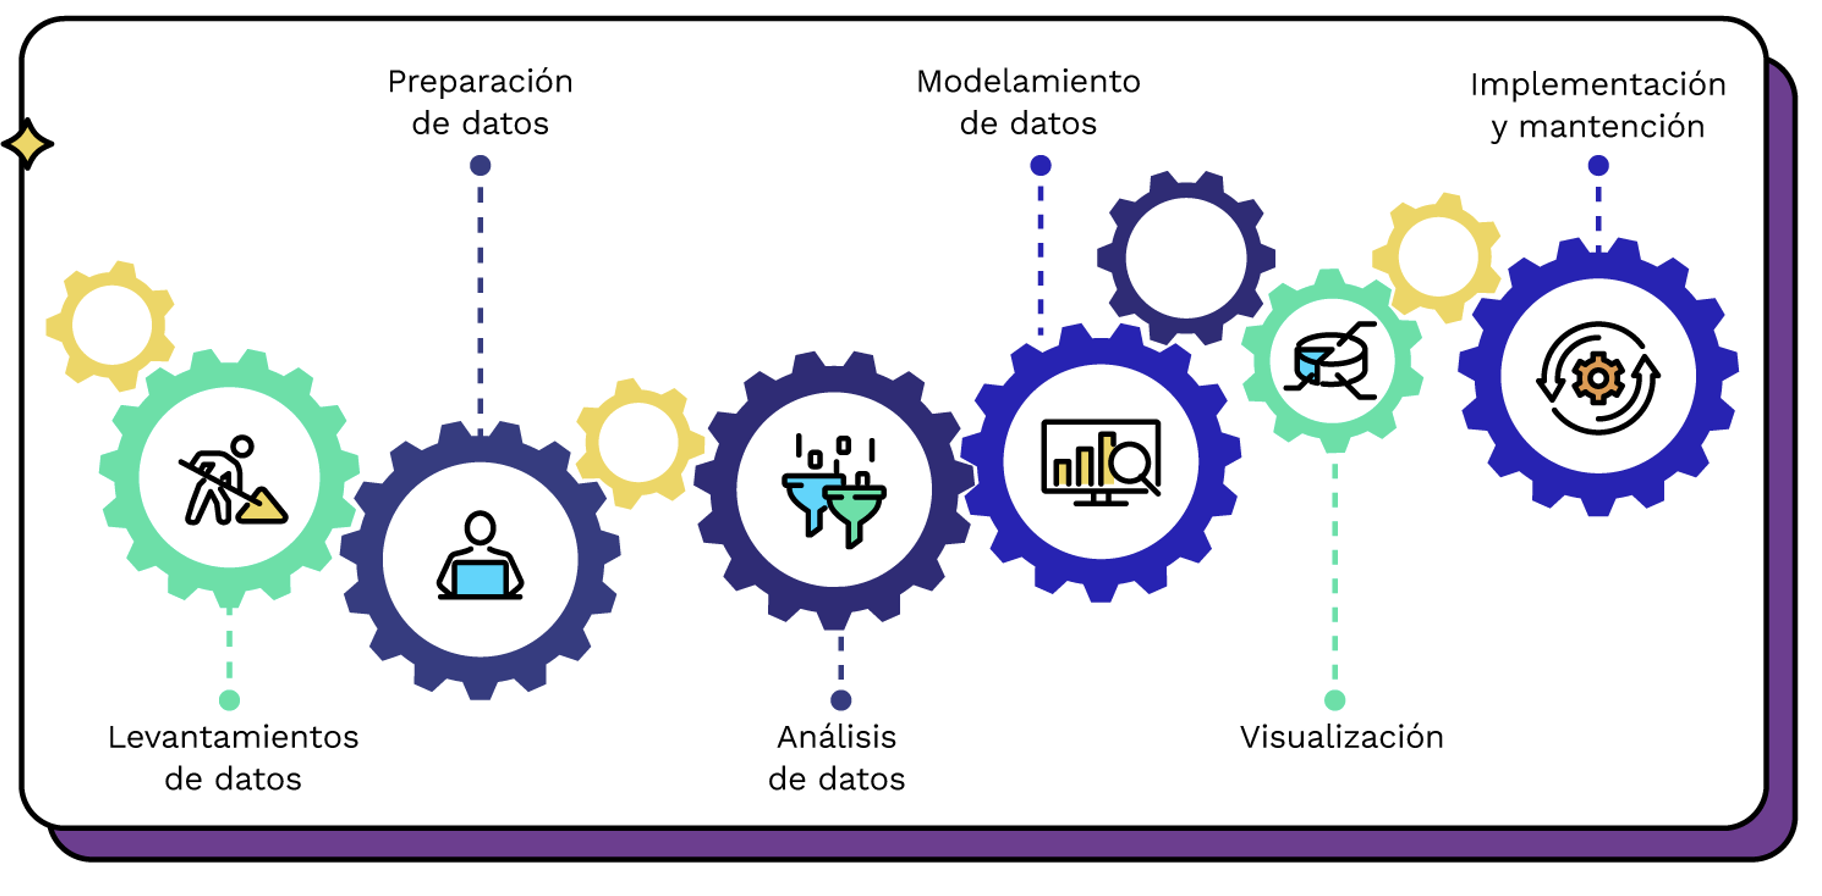 Preparación
de datos
Modelamiento
de datos
Implementación
y mantención
Levantamientos
de datos
Análisis
de datos
Visualización